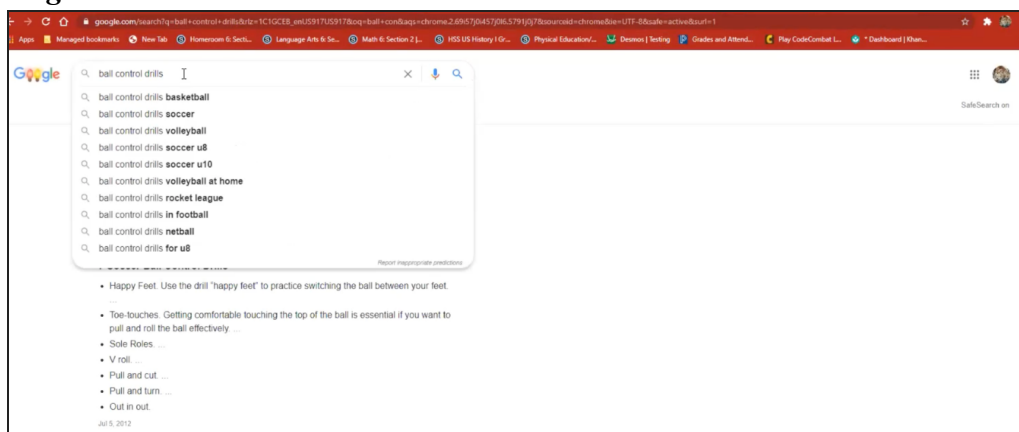 google.com/search?q=ball+control+drills&rlz=1C1GCEB_enUS917US917&oq=ball+con&aqs=chrome.2.69i57j0i457j0l6.5791j0j7&sourceid=chrome&ie=UTF-8&safe=active&surl=1
Apps Managed bookmarks New Tab Homeroom 6: Secti... Language Arts 6: Se... Math 6: Section 2 |... HSS US History I Gr... Physical Education/... Desmos | Testing Grades and Attend... Play CodeCombat L... * Dashboard | Khan...
Google ball control drills
ball control drills basketball
SafeSearch on
ball control drills soccer
ball control drills volleyball
ball control drills soccer u8
ball control drills soccer u10
ball control drills volleyball at home
ball control drills rocket league
ball control drills in football
ball control drills netball
ball control drills for u8
Report inappropriate predictions
• Happy Feet. Use the drill "happy feet" to practice switching the ball between your feet.
...
• Toe-touches. Getting comfortable touching the top of the ball is essential if you want to
pull and roll the ball effectively. ...
• Sole Roles. ...
• V roll. ...
• Pull and cut. ...
• Pull and turn. ...
• Out in out.
Jul 5, 2012